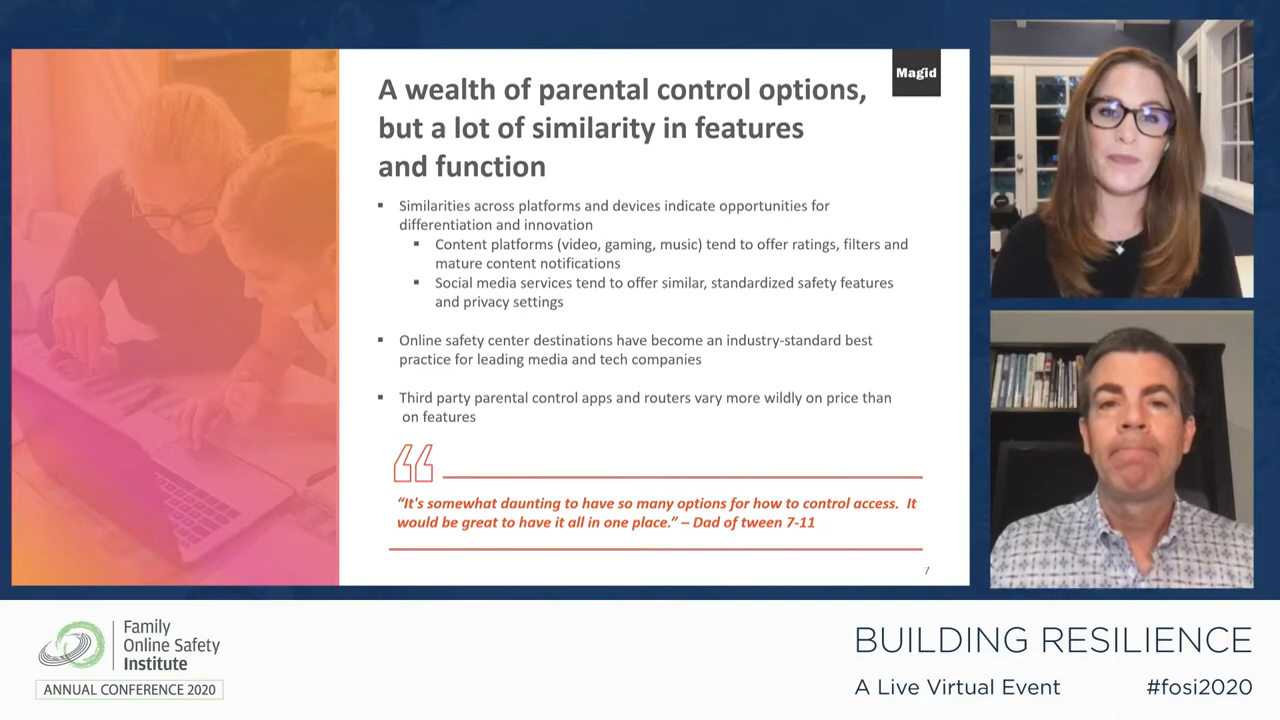 Magid
A wealth of parental control options,
but a lot of similarity in features
and function
▪ Similarities across platforms and devices indicate opportunities for
differentiation and innovation
▪ Content platforms (video, gaming, music) tend to offer ratings, filters and
mature content notifications
▪ Social media services tend to offer similar, standardized safety features
and privacy settings
▪ Online safety center destinations have become an industry-standard best
practice for leading media and tech companies
▪ Third party parental control apps and routers vary more wildly on price than
on features
“
“It's somewhat daunting to have so many options for how to control access. It
would be great to have it all in one place.” – Dad of tween 7-11
7
Family
Online Safety
Institute
ANNUAL CONFERENCE 2020
BUILDING RESILIENCE
A Live Virtual Event #fosi2020